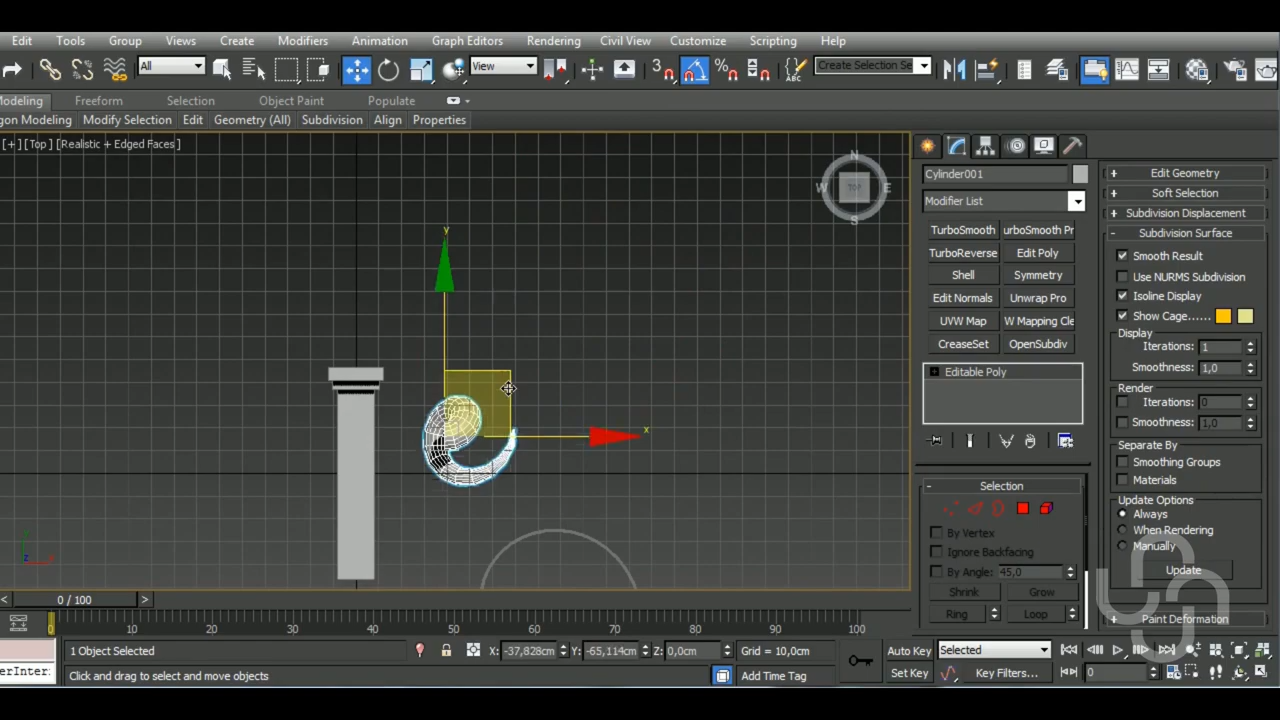 Edit Tools Group Views Create Modifiers Animation Graph Editors Rendering Civil View Customize Scripting Help
All View 3 % ABC Create Selection Se
Modeling Freeform Selection Object Paint Populate
gon Modeling Modify Selection Edit Geometry (All) Subdivision Align Properties
[+] [Top ] [Realistic + Edged Faces ]
N
W TOP E
S
y
x
z
Cylinder001
Modifier List
TurboSmooth urboSmooth Pr
TurboReverse Edit Poly
Shell Symmetry
Edit Normals Unwrap Pro
UVW Map W Mapping Cle
CreaseSet OpenSubdiv
+ Editable Poly
- Selection
By Vertex
Ignore Backfacing
By Angle: 45,0
Shrink Grow
Ring Loop
+ Edit Geometry
+ Soft Selection
+ Subdivision Displacement
- Subdivision Surface
Smooth Result
Use NURMS Subdivision
Isoline Display
Show Cage......
Display
Iterations: 1
Smoothness: 1,0
Render
Iterations: 0
Smoothness: 1,0
Separate By
Smoothing Groups
Materials
Update Options
Always
When Rendering
Manually
Update
+ Paint Deformation
< 0 / 100 >
0 10 20 30 40 50 60 70 80 90 100
1 Object Selected X: -37,828cm Y: -65,114cm Z: 0,0cm Grid = 10,0cm Auto Key Selected
erInter: Click and drag to select and move objects Add Time Tag Set Key Key Filters... 0